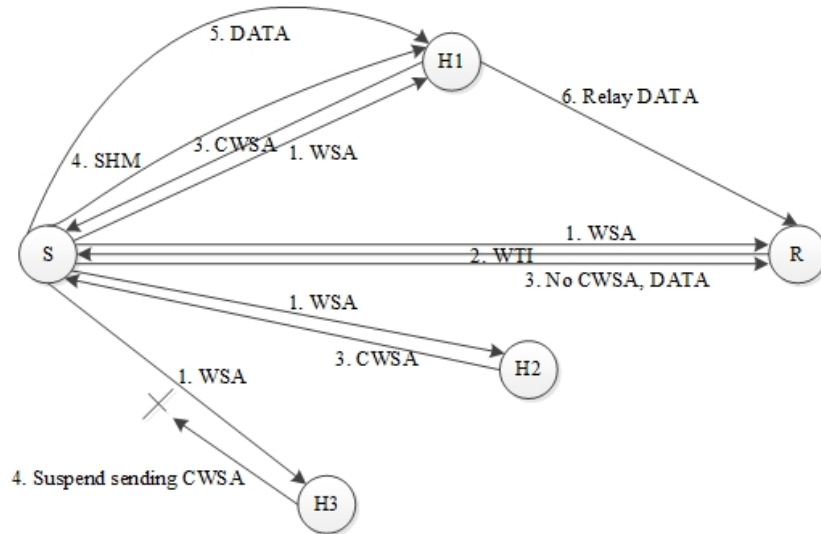 5. DATA
H1
6. Relay DATA
3. CWSA
4. SHM
1. WSA
1. WSA
S
2. WTI
R
3. No CWSA, DATA
1. WSA
3. CWSA
H2
1. WSA
4. Suspend sending CWSA
H3